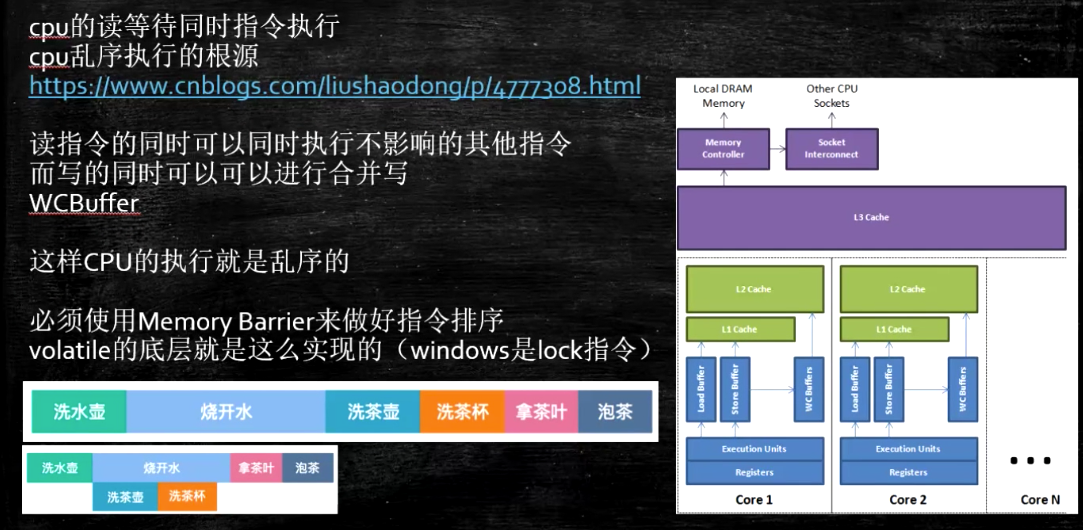 cpu的读等待同时指令执行
cpu乱序执行的根源
https://www.cnblogs.com/liushaodong/p/4777308.html
读指令的同时可以同时执行不影响的其他指令
而写的同时可以可以进行合并写
WCBuffer
这样CPU的执行就是乱序的
必须使用Memory Barrier来做好指令排序
volatile的底层就是这么实现的（windows是lock指令）
洗水壶 烧开水 洗茶壶 洗茶杯 拿茶叶 泡茶
洗水壶 烧开水 拿茶叶 泡茶
洗茶壶 洗茶杯
Local DRAM Memory
Other CPU Sockets
Memory Controller
Socket Interconnect
L3 Cache
L2 Cache
L1 Cache
Load Buffer
Store Buffer
WC Buffers
Execution Units
Registers
Core 1
L2 Cache
L1 Cache
Load Buffer
Store Buffer
WC Buffers
Execution Units
Registers
Core 2
Core N